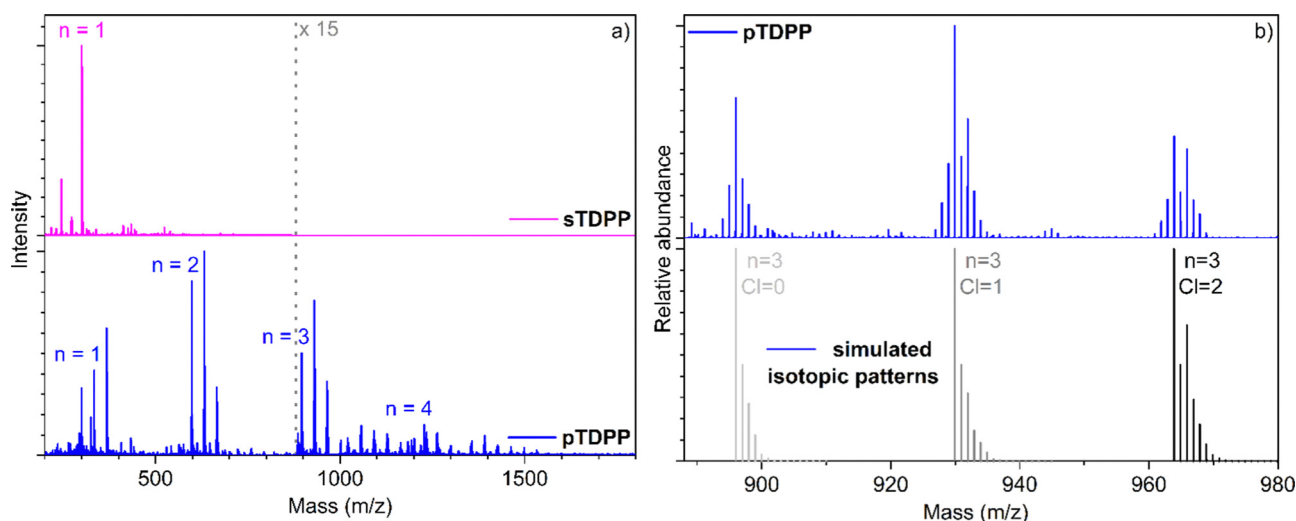 n = 1
x 15
a)
sTDPP
n = 2
n = 3
n = 1
n = 4
pTDPP
Intensity
500
1000
1500
Mass (m/z)
pTDPP
b)
n=3
Cl=0
n=3
Cl=1
n=3
Cl=2
simulated
isotopic patterns
Relative abundance
900
920
940
960
980
Mass (m/z)